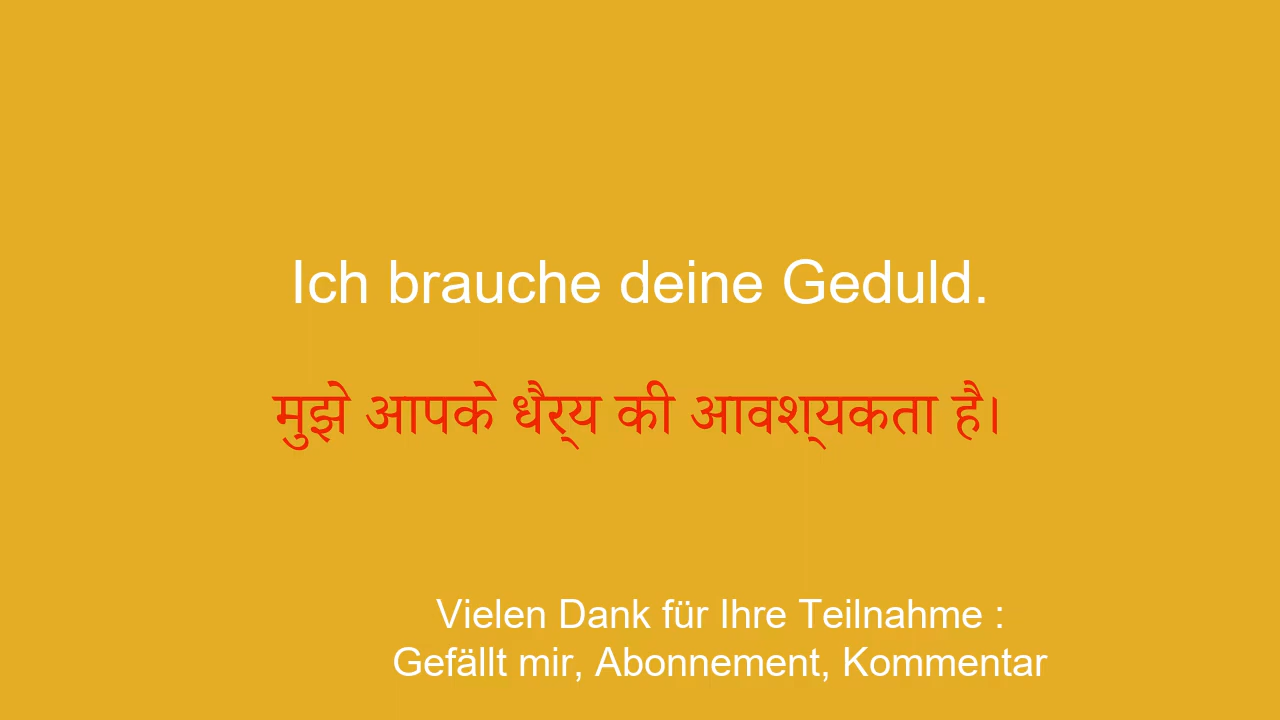 Ich brauche deine Geduld.
मुझे आपके धैर्य की आवश्यकता है।
Vielen Dank für Ihre Teilnahme :
Gefällt mir, Abonnement, Kommentar